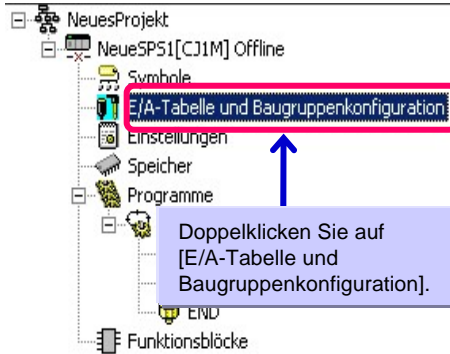 NeuesProjekt
NeueSPS1[CJ1M] Offline
Symbole
E/A-Tabelle und Baugruppenkonfiguration
Einstellungen
Speicher
Programme
Doppelklicken Sie auf
[E/A-Tabelle und
Baugruppenkonfiguration].
END
Funktionsblöcke